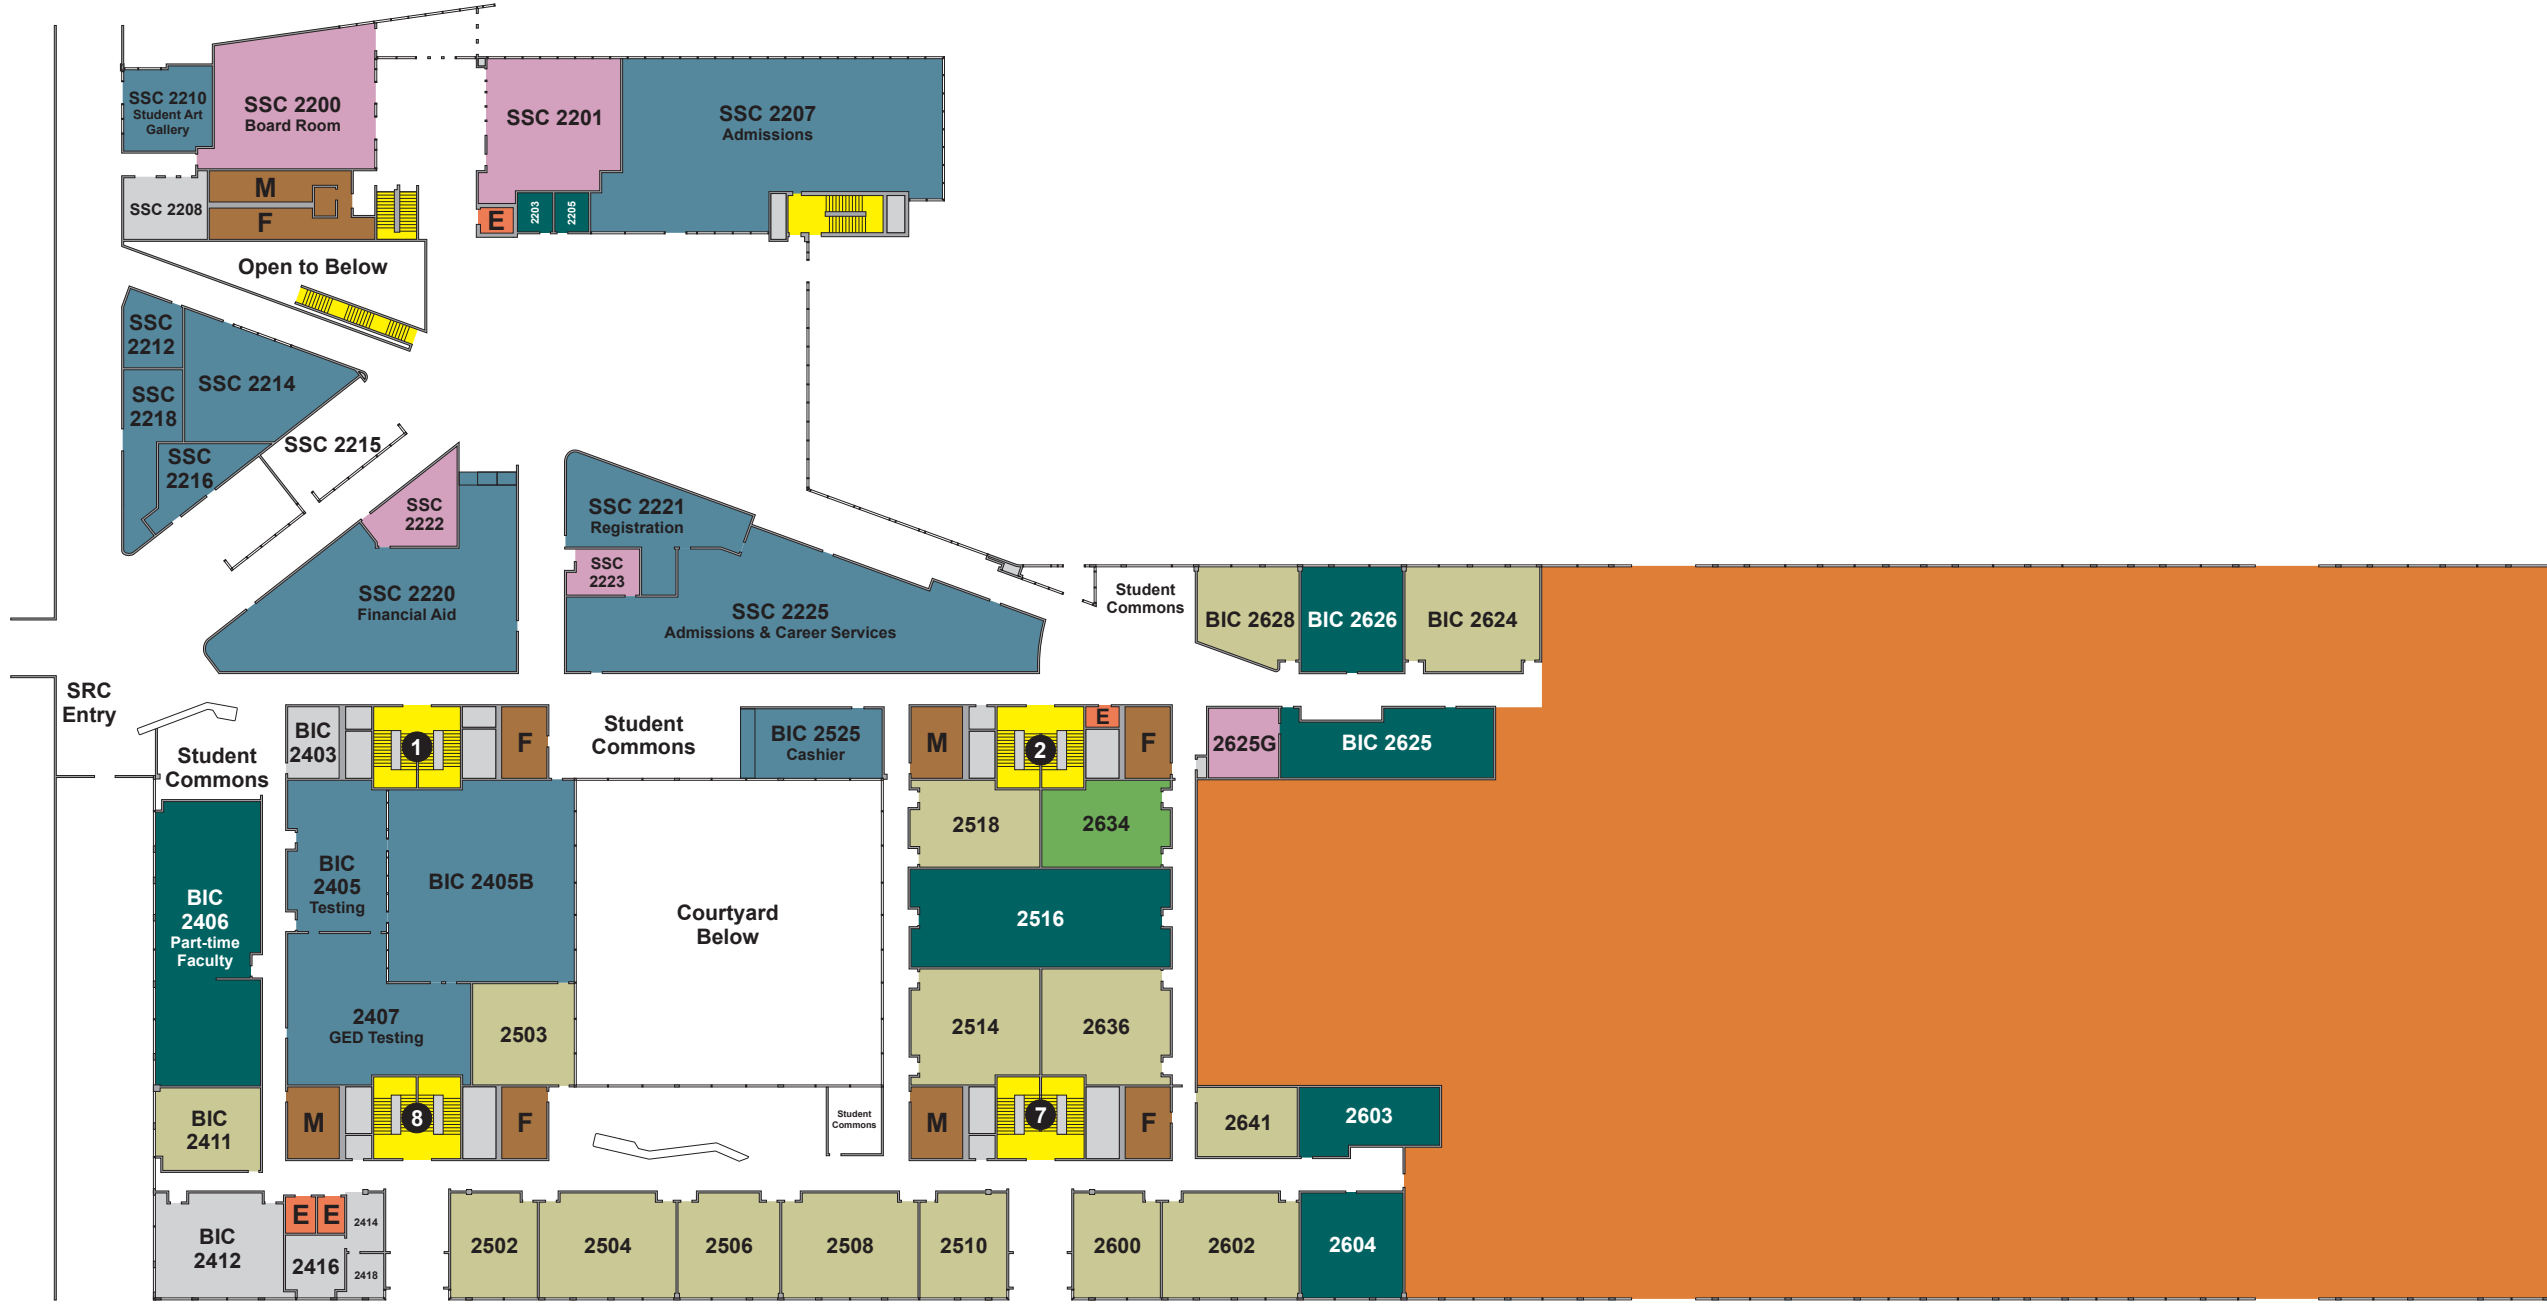 SSC 2210
Student Art
Gallery
SSC 2200
Board Room
SSC 2201
SSC 2207
Admissions
SSC 2208
M
F
E
2203
2205
Open to Below
SSC
2212
SSC 2214
SSC
2218
SSC
2216
SSC 2215
SSC
2222
SSC 2220
Financial Aid
SSC 2221
Registration
SSC
2223
SSC 2225
Admissions & Career Services
Student
Commons
BIC 2628
BIC 2626
BIC 2624
SRC
Entry
Student
Commons
BIC
2403
1
F
Student
Commons
BIC 2525
Cashier
M
2
E
F
2625G
BIC 2625
BIC
2406
Part-time
Faculty
BIC
2405
Testing
BIC 2405B
Courtyard
Below
2518
2634
2516
2407
GED Testing
2503
2514
2636
BIC
2411
M
8
F
Student
Commons
M
7
F
2641
2603
BIC
2412
E
E
2414
2416
2418
2502
2504
2506
2508
2510
2600
2602
2604